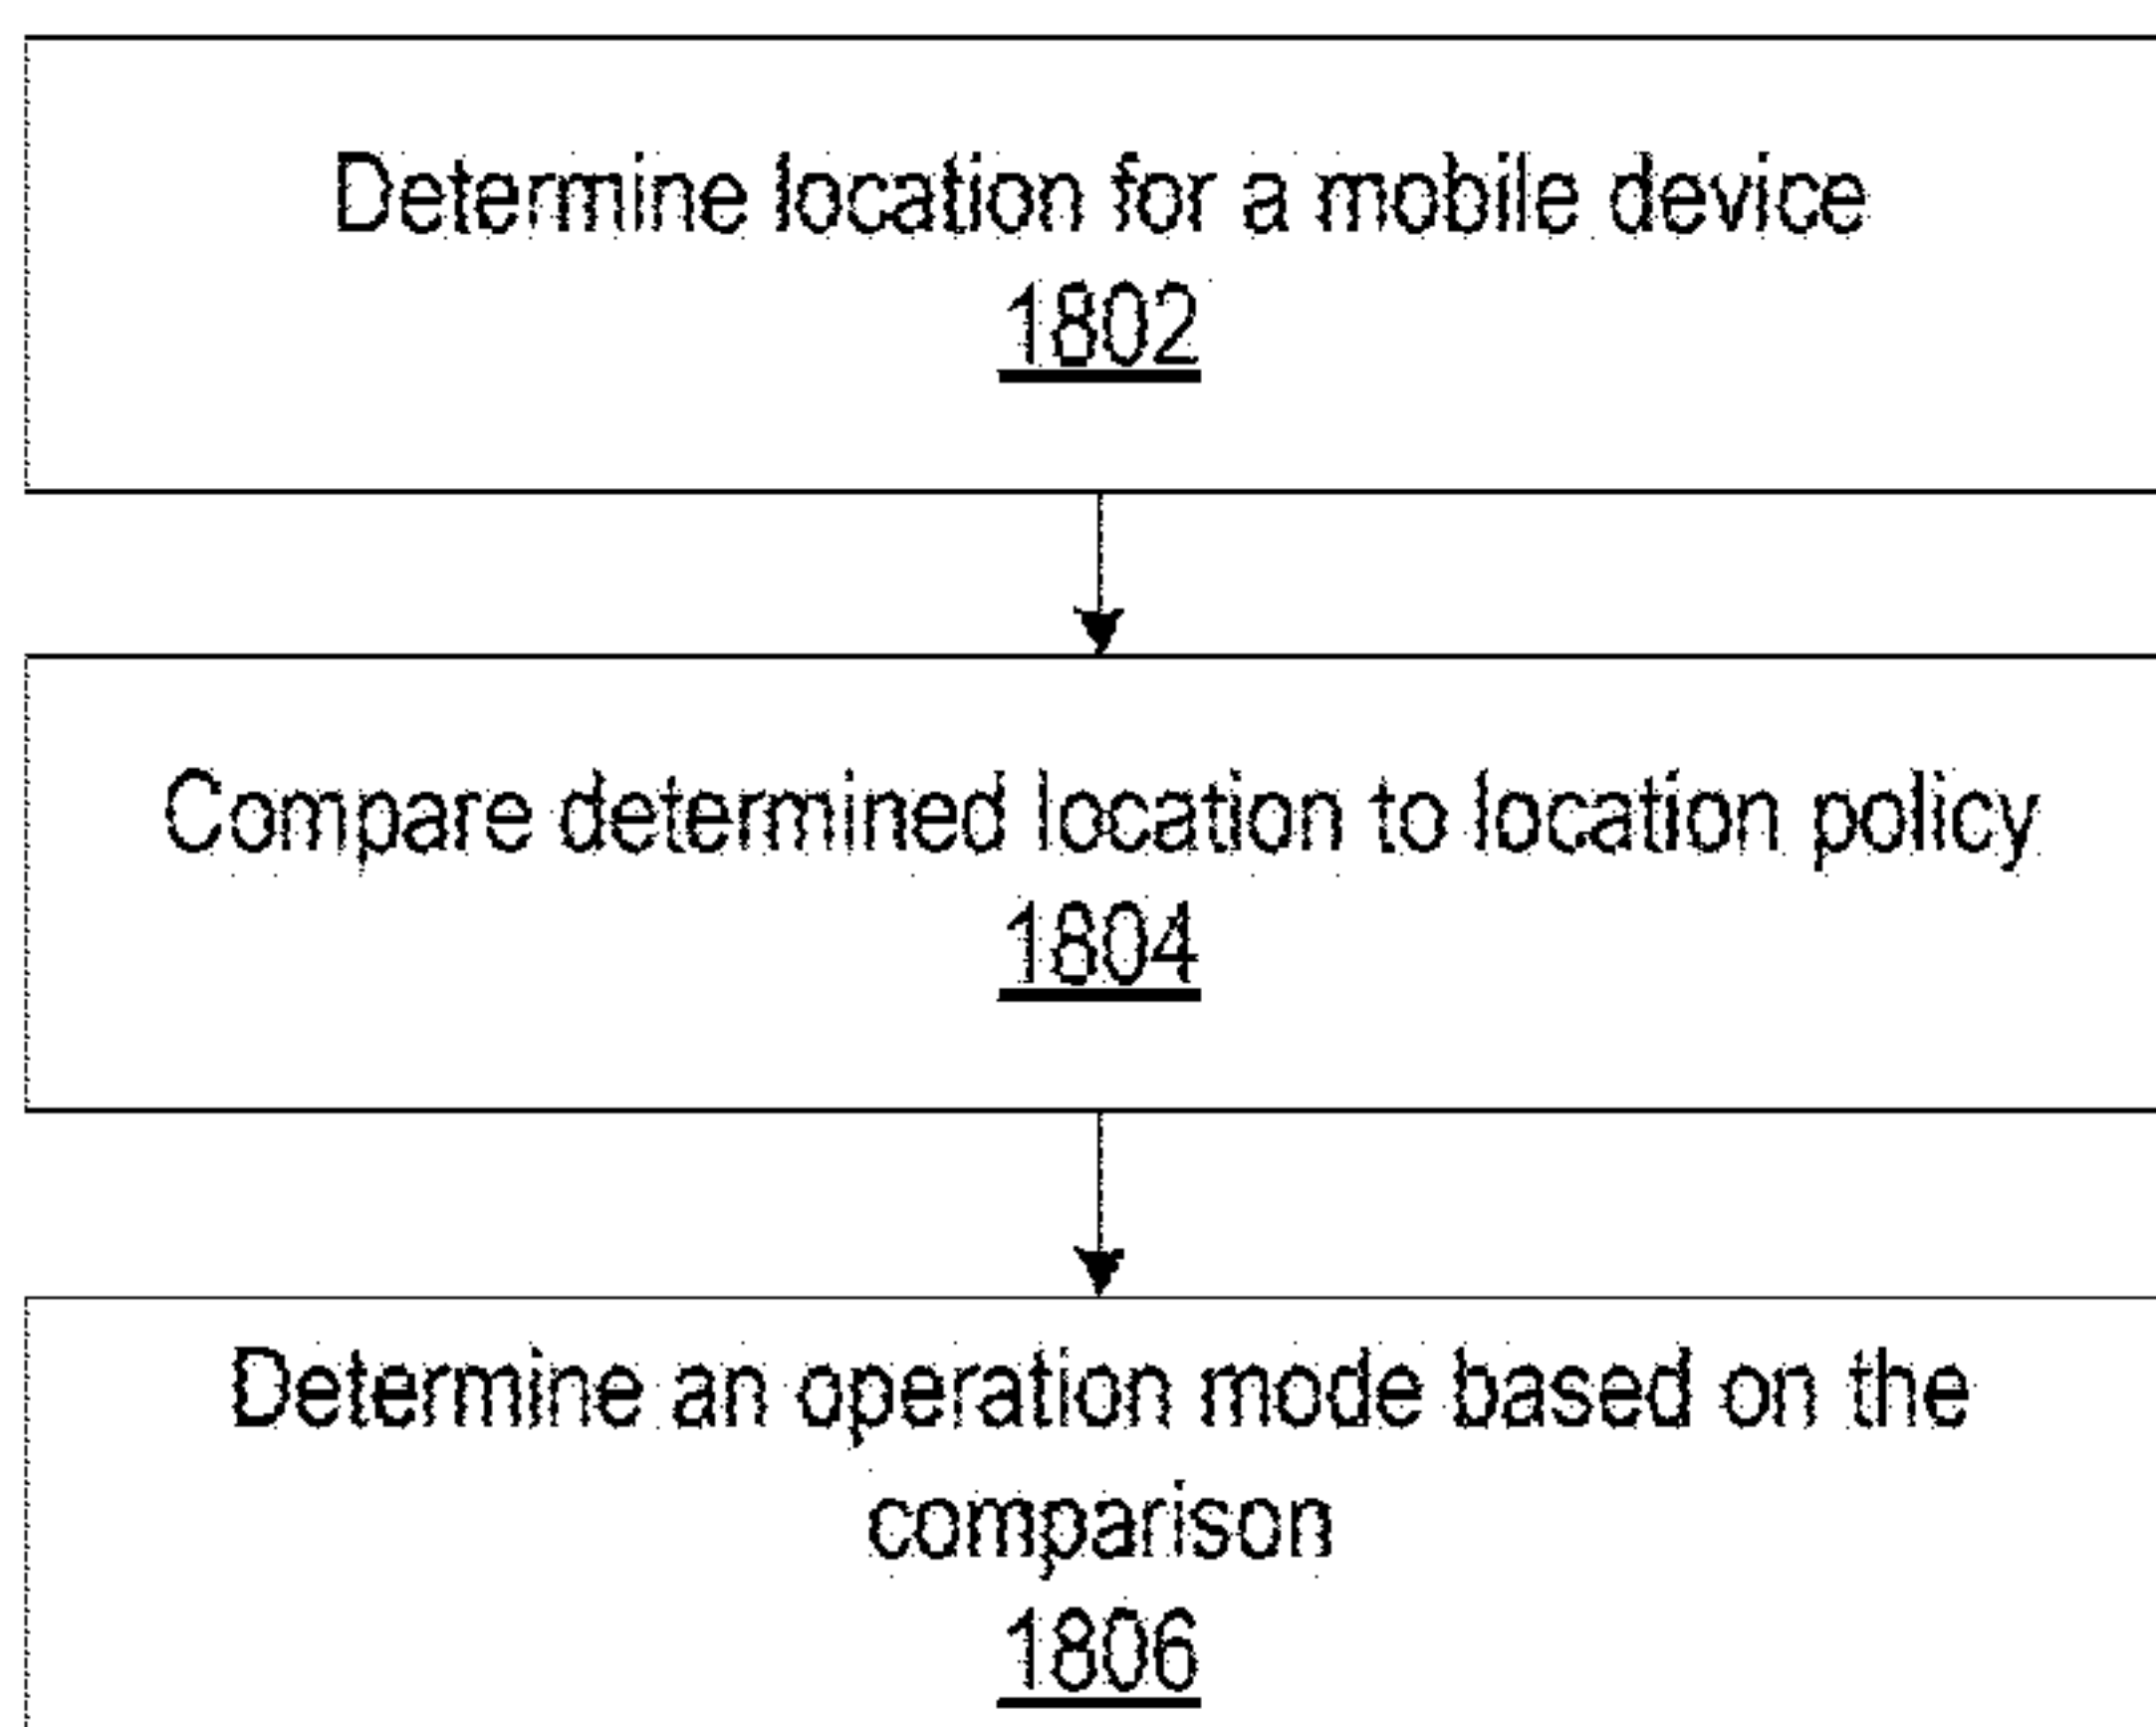 Determine location for a mobile device
1802
Compare determined location to location policy
1804
Determine an operation mode based on the
comparison
1806